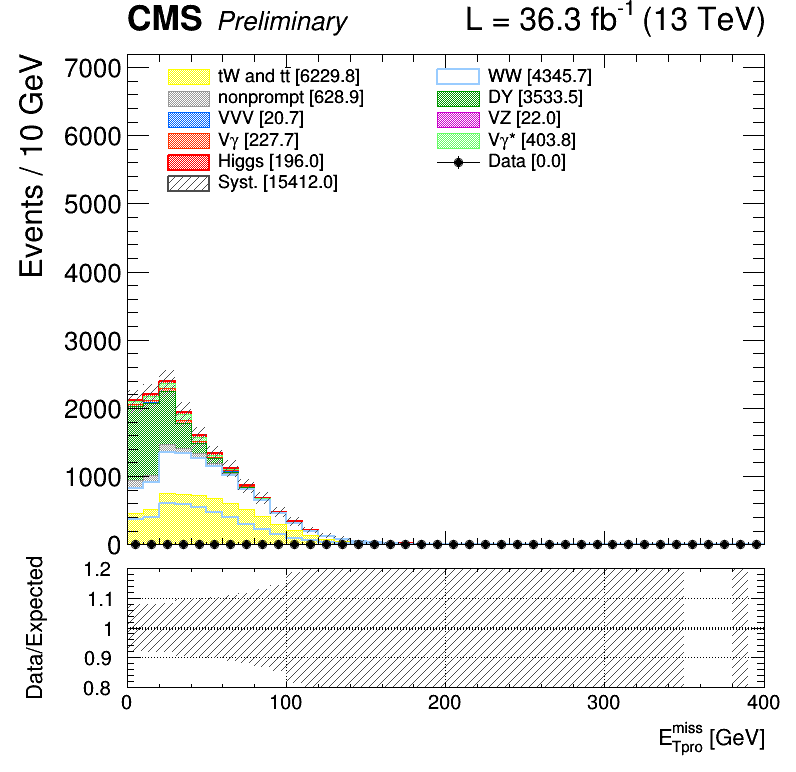 CMS Preliminary L = 36.3 fb⁻¹ (13 TeV)
Events / 10 GeV
7000
6000
5000
4000
3000
2000
1000
0
tW and tt̄ [6229.8]
nonprompt [628.9]
VVV [20.7]
Vγ [227.7]
Higgs [196.0]
Syst. [15412.0]
WW [4345.7]
DY [3533.5]
VZ [22.0]
Vγ* [403.8]
Data [0.0]
Data/Expected
1.2
1.1
1
0.9
0.8
0 100 200 300 400
E_Tpro^miss [GeV]